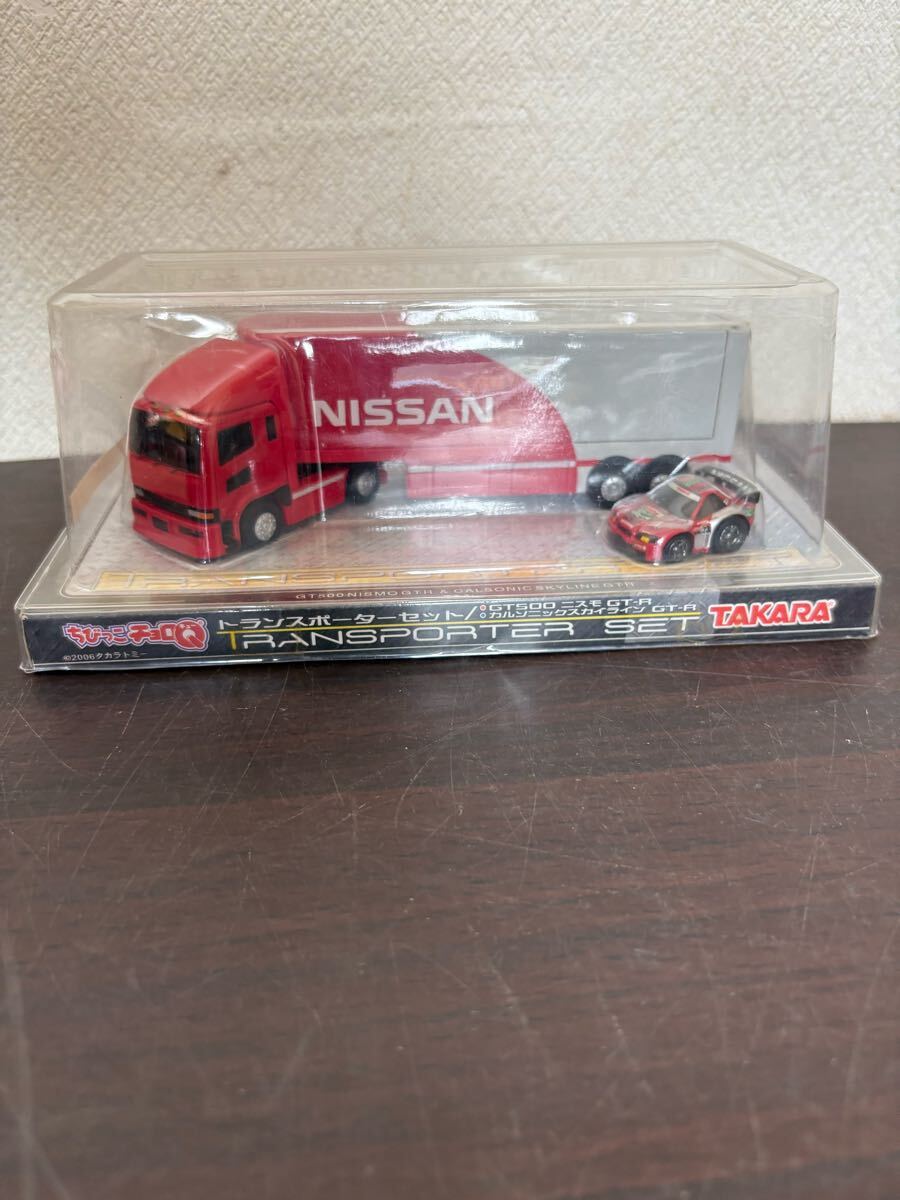 NISSAN
TRANSPORTER
GT500 NISMO GTR & CALSONIC SKYLINE GTR
ちびっこチョロQ
©2006タカラトミー
トランスポーターセット/
GT500 ニスモ GT-R
カルソニックスカイライン GT-R
TRANSPORTER SET
TAKARA